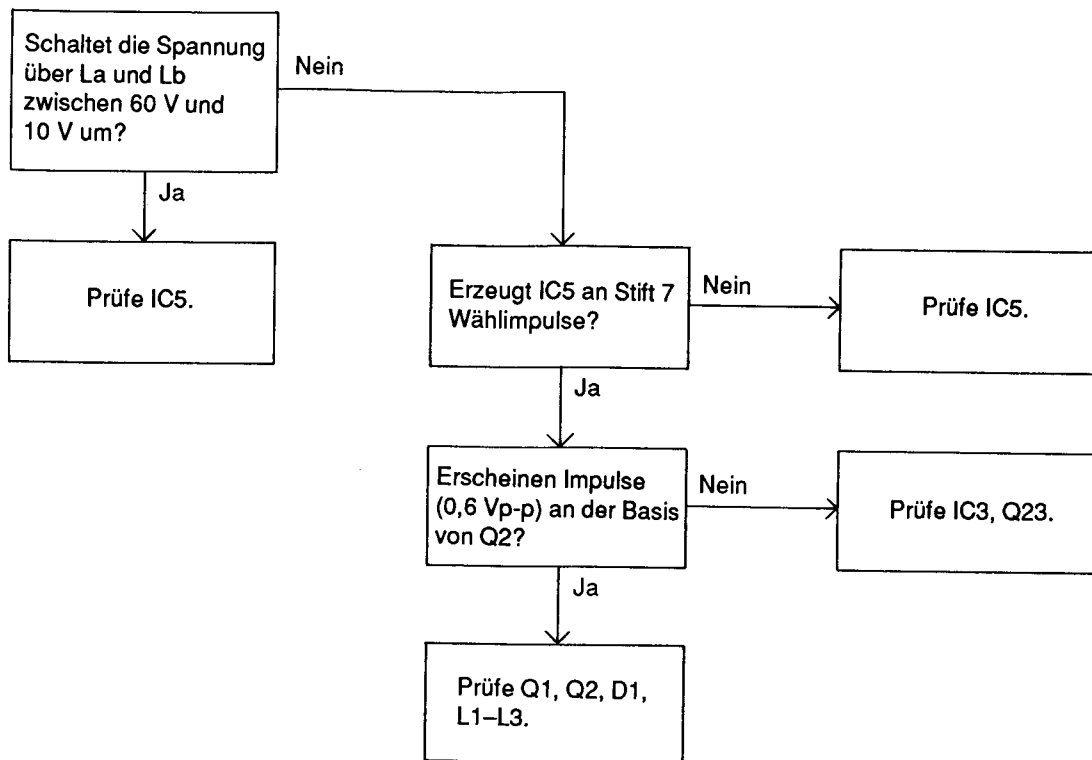 Schaltet die Spannung
über La und Lb
zwischen 60 V und
10 V um?
Nein
Ja
Prüfe IC5.
Erzeugt IC5 an Stift 7
Wählimpulse?
Nein
Prüfe IC5.
Ja
Erscheinen Impulse
(0,6 Vp-p) an der Basis
von Q2?
Nein
Prüfe IC3, Q23.
Ja
Prüfe Q1, Q2, D1,
L1–L3.